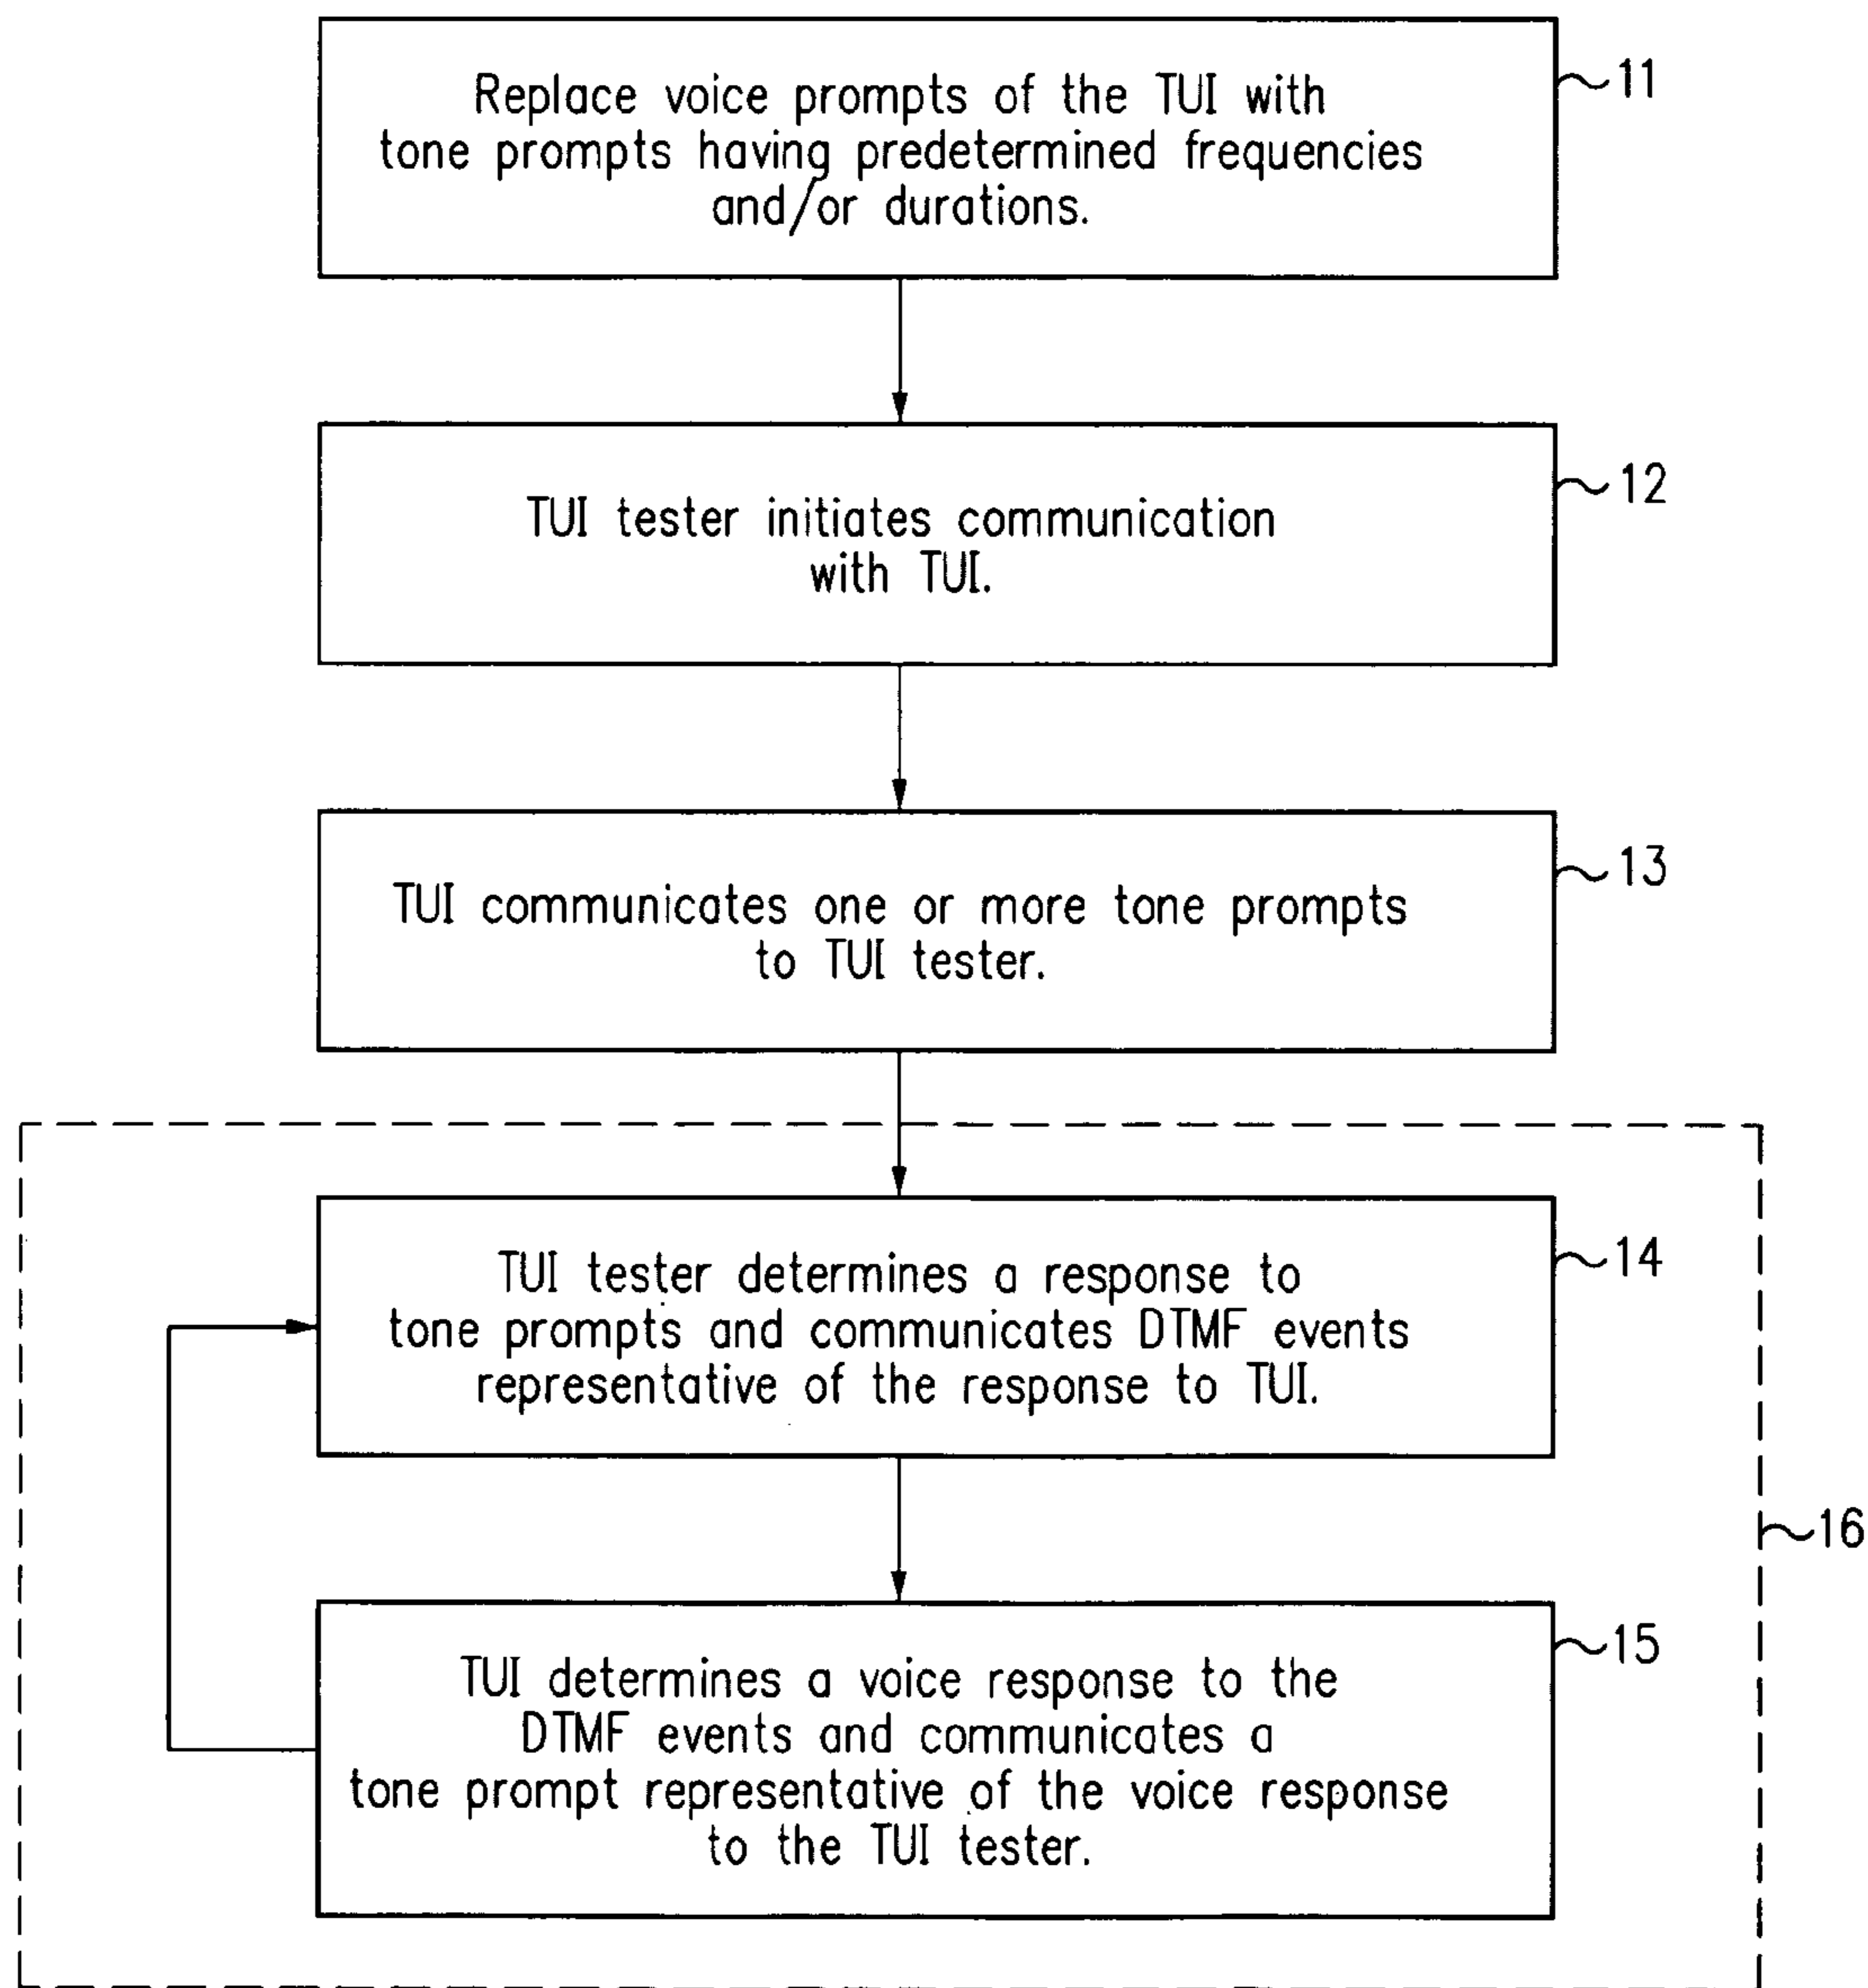 Replace voice prompts of the TUI with
tone prompts having predetermined frequencies
and/or durations.
11
TUI tester initiates communication
with TUI.
12
TUI communicates one or more tone prompts
to TUI tester.
13
TUI tester determines a response to
tone prompts and communicates DTMF events
representative of the response to TUI.
14
16
TUI determines a voice response to the
DTMF events and communicates a
tone prompt representative of the voice response
to the TUI tester.
15